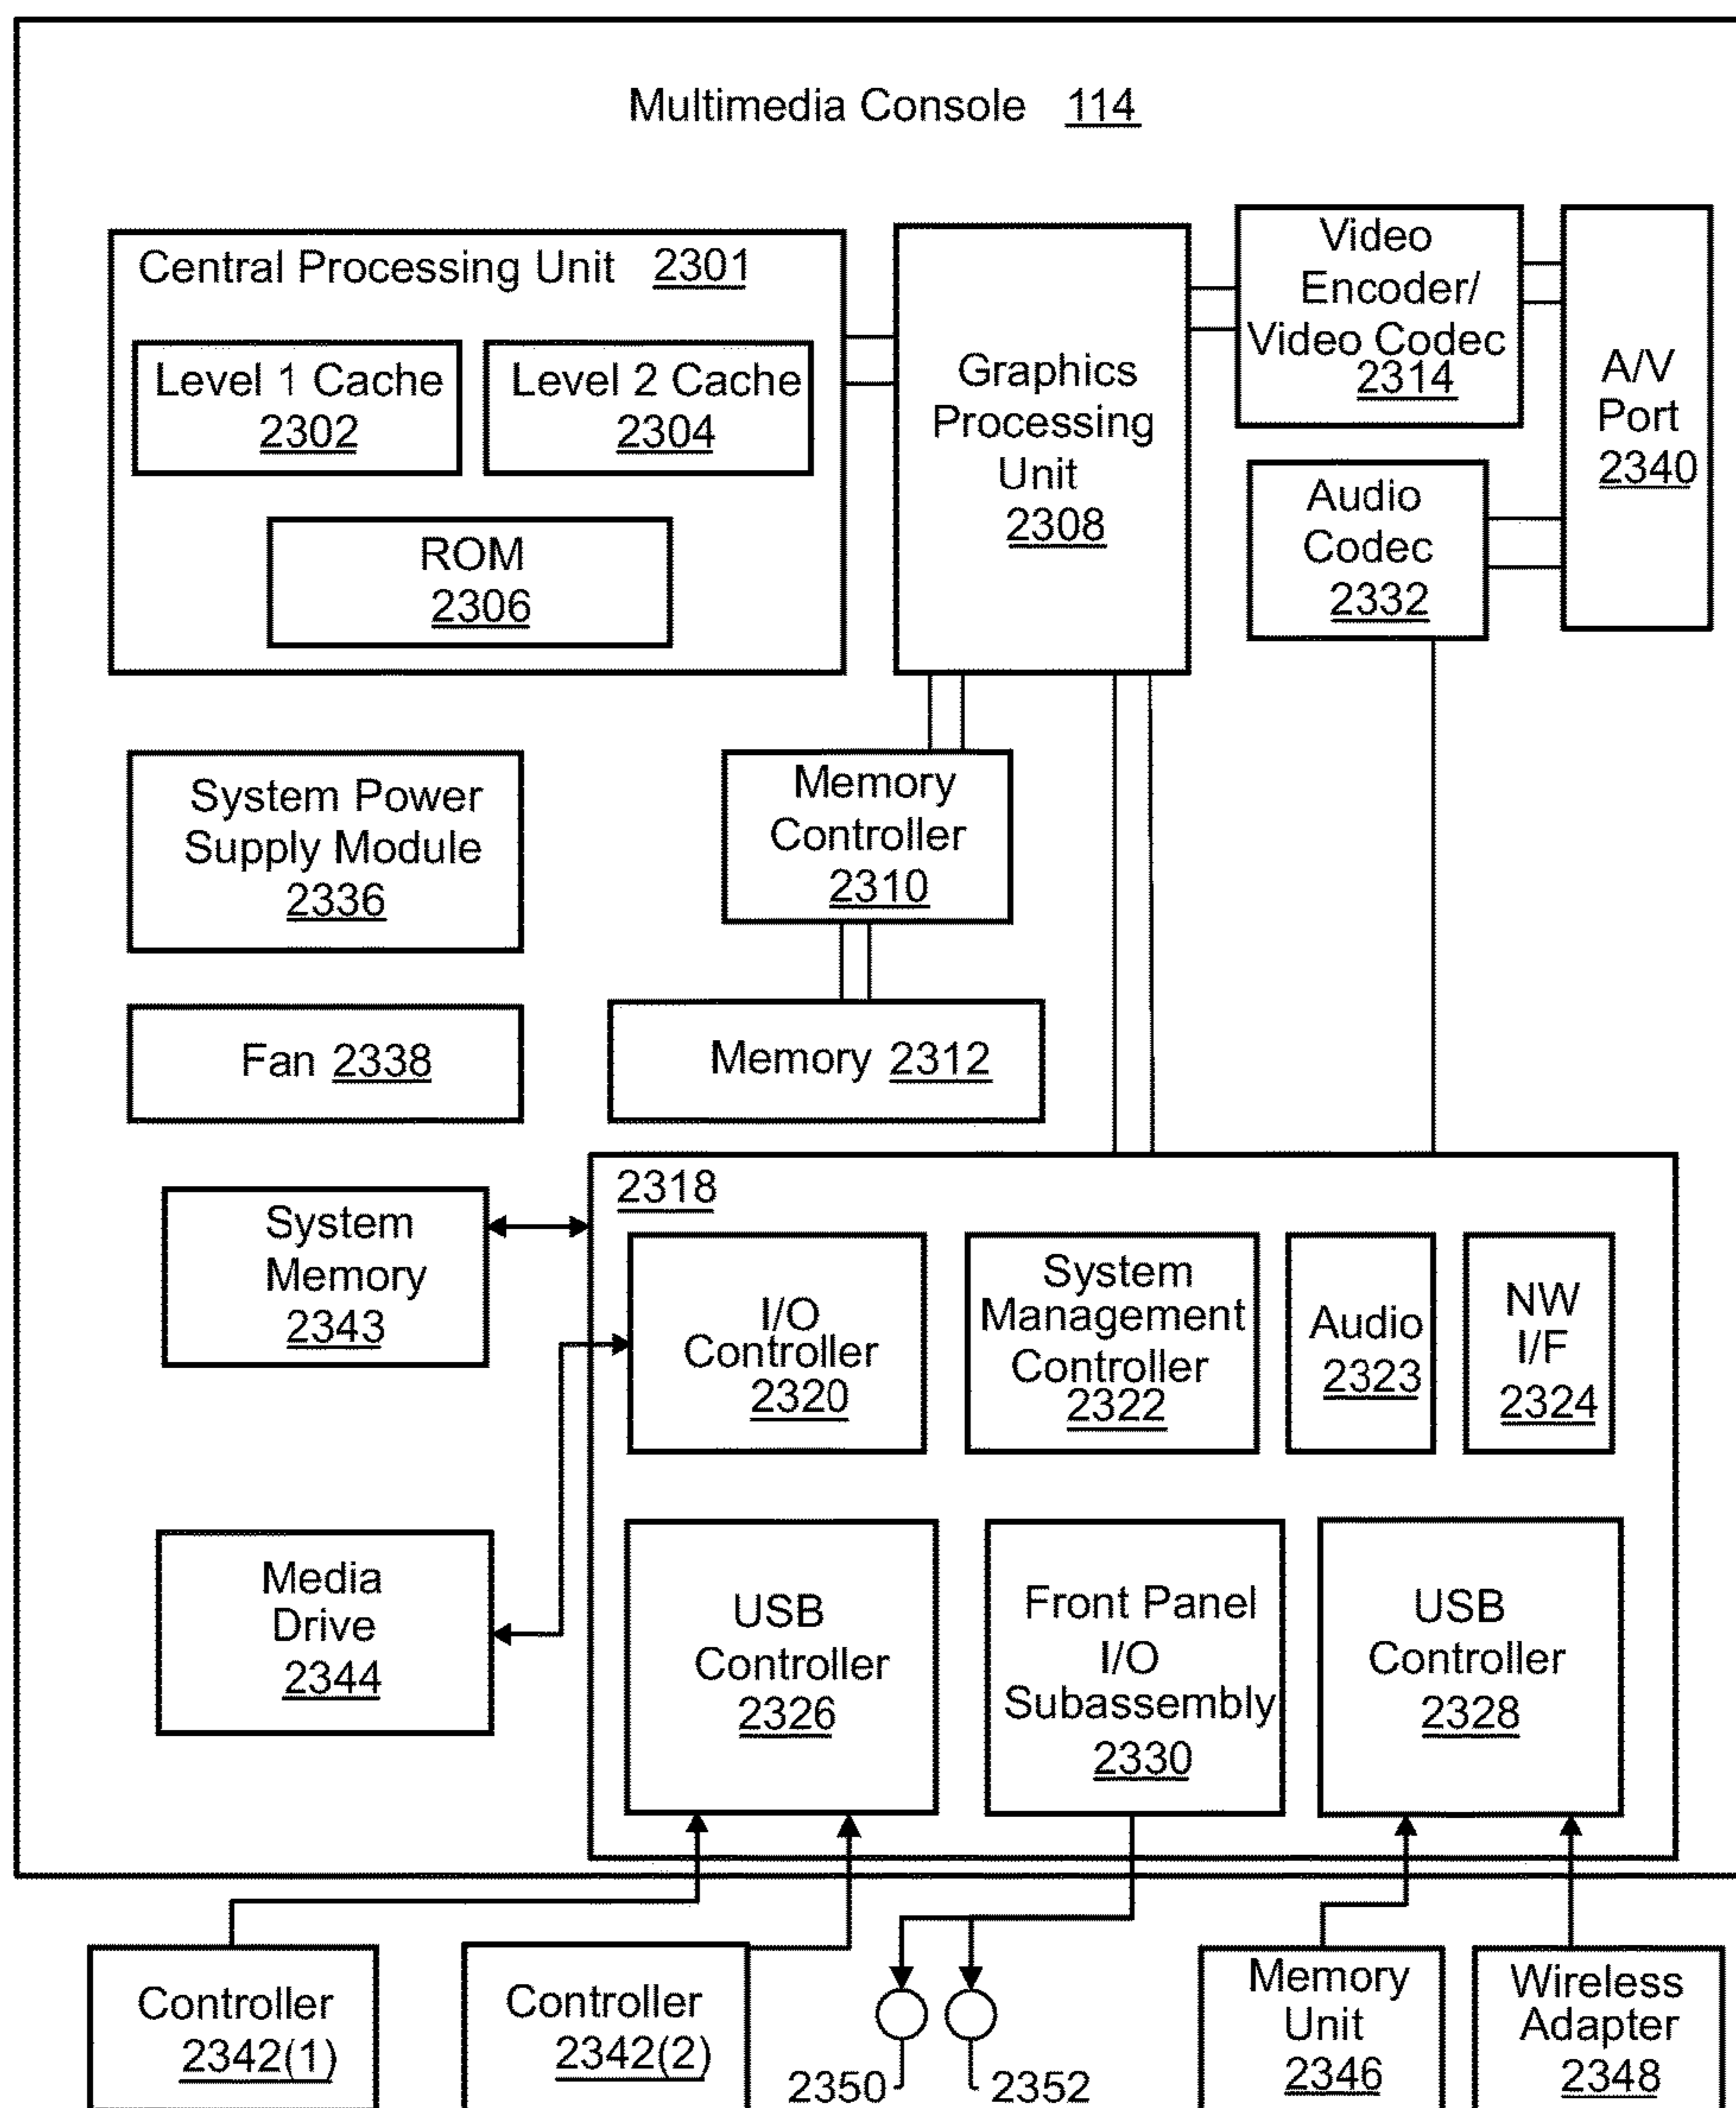 Multimedia Console 114
Central Processing Unit 2301
Level 1 Cache
2302
Level 2 Cache
2304
ROM
2306
Graphics
Processing
Unit
2308
Video
Encoder/
Video Codec
2314
A/V
Port
2340
Audio
Codec
2332
System Power
Supply Module
2336
Memory
Controller
2310
Fan 2338
Memory 2312
System
Memory
2343
2318
I/O
Controller
2320
System
Management
Controller
2322
Audio
2323
NW
I/F
2324
Media
Drive
2344
USB
Controller
2326
Front Panel
I/O
Subassembly
2330
USB
Controller
2328
Controller
2342(1)
Controller
2342(2)
2350
2352
Memory
Unit
2346
Wireless
Adapter
2348